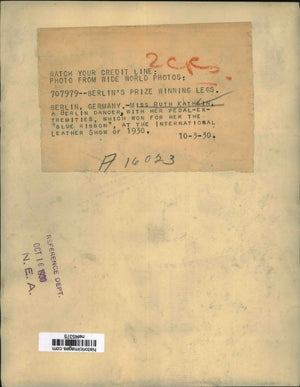 2 CRS.
WATCH YOUR CREDIT LINE:
PHOTO FROM WIDE WORLD PHOTOS:
707979--BERLIN'S PRIZE WINNING LEGS.
BERLIN, GERMANY.-MISS RUTH
A BERLIN DANCER, WITH HER PEDAL-EX-
TREMITIES, WHICH WON FOR HER THE
"BLUE RIBBON", AT THE INTERNATIONAL
LEATHER SHOW OF 1930.
10-3-30.
A 16023
REFERENCE DEPT.
OCT 16 1930
N. E. A.
historicimages.com